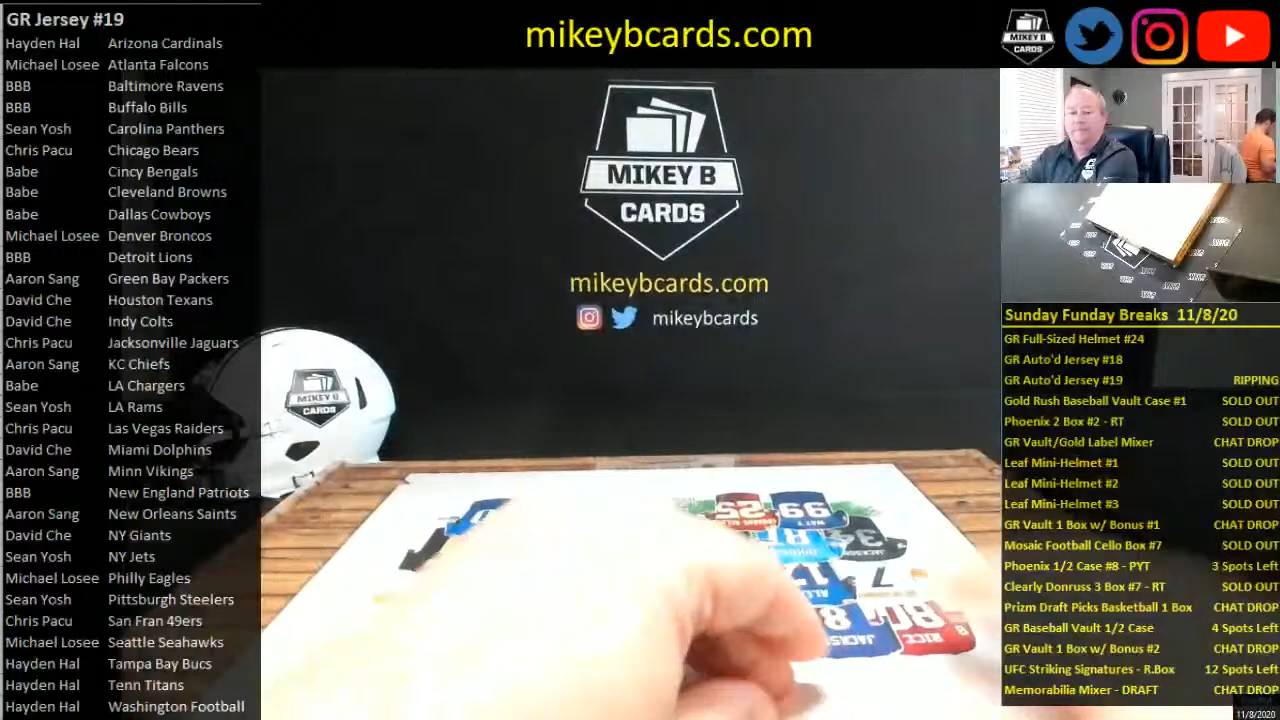 GR Jersey #19
Hayden Hal Arizona Cardinals
Michael Losee Atlanta Falcons
BBB Baltimore Ravens
BBB Buffalo Bills
Sean Yosh Carolina Panthers
Chris Pacu Chicago Bears
Babe Cincy Bengals
Babe Cleveland Browns
Babe Dallas Cowboys
Michael Losee Denver Broncos
BBB Detroit Lions
Aaron Sang Green Bay Packers
David Che Houston Texans
David Che Indy Colts
Chris Pacu Jacksonville Jaguars
Aaron Sang KC Chiefs
Babe LA Chargers
Sean Yosh LA Rams
Chris Pacu Las Vegas Raiders
David Che Miami Dolphins
Aaron Sang Minn Vikings
BBB New England Patriots
Aaron Sang New Orleans Saints
David Che NY Giants
Sean Yosh NY Jets
Michael Losee Philly Eagles
Sean Yosh Pittsburgh Steelers
Chris Pacu San Fran 49ers
Michael Losee Seattle Seahawks
Hayden Hal Tampa Bay Bucs
Hayden Hal Tenn Titans
Hayden Hal Washington Football
mikeybcards.com
MIKEY B
CARDS
MIKEY B
CARDS
mikeybcards.com
mikeybcards
MIKEY B
CARDS
99
52
34
7
JACKSON
8
80
RICE
Sunday Funday Breaks 11/8/20
GR Full-Sized Helmet #24
GR Auto'd Jersey #18
GR Auto'd Jersey #19 RIPPING
Gold Rush Baseball Vault Case #1 SOLD OUT
Phoenix 2 Box #2 - RT SOLD OUT
GR Vault/Gold Label Mixer CHAT DROP
Leaf Mini-Helmet #1 SOLD OUT
Leaf Mini-Helmet #2 SOLD OUT
Leaf Mini-Helmet #3 SOLD OUT
GR Vault 1 Box w/ Bonus #1 CHAT DROP
Mosaic Football Cello Box #7 SOLD OUT
Phoenix 1/2 Case #8 - PYT 3 Spots Left
Clearly Donruss 3 Box #7 - RT SOLD OUT
Prizm Draft Picks Basketball 1 Box CHAT DROP
GR Baseball Vault 1/2 Case 4 Spots Left
GR Vault 1 Box w/ Bonus #2 CHAT DROP
UFC Striking Signatures - R.Box 12 Spots Left
Memorabilia Mixer - DRAFT CHAT DROP
11/8/2020